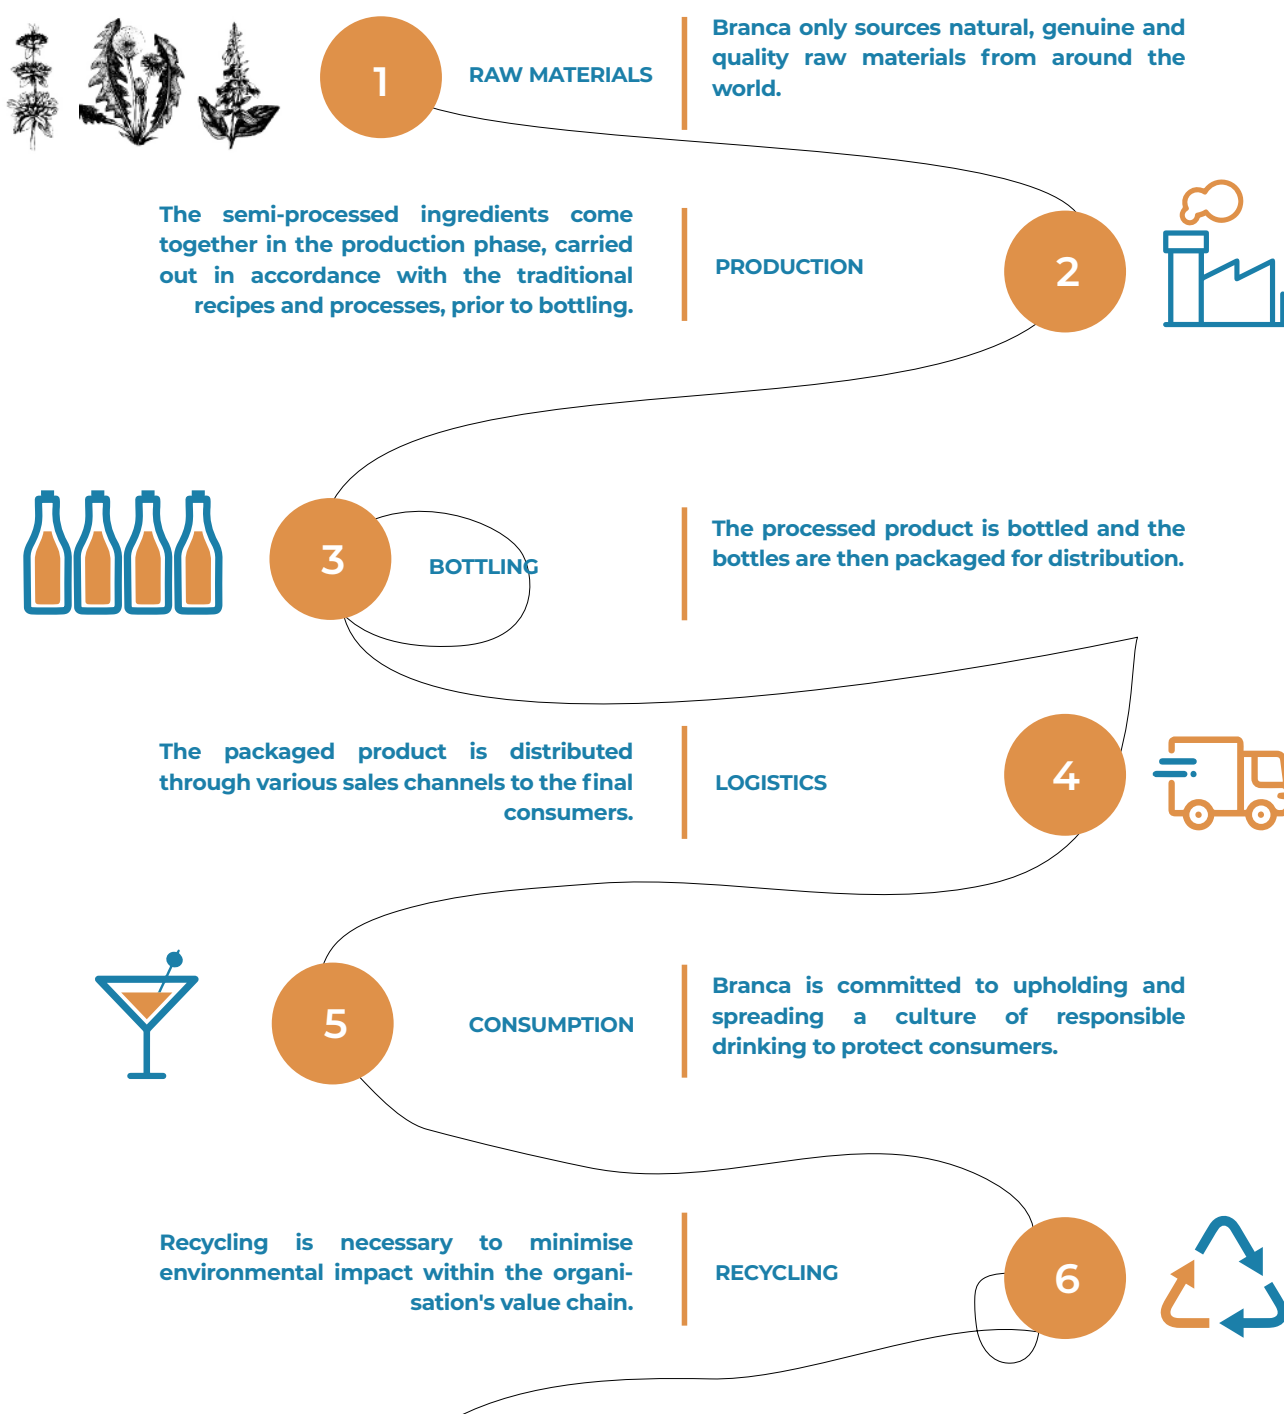 1
RAW MATERIALS
Branca only sources natural, genuine and
quality raw materials from around the
world.
The semi-processed ingredients come
together in the production phase, carried
out in accordance with the traditional
recipes and processes, prior to bottling.
PRODUCTION
2
3
BOTTLING
The processed product is bottled and the
bottles are then packaged for distribution.
The packaged product is distributed
through various sales channels to the final
consumers.
LOGISTICS
4
5
CONSUMPTION
Branca is committed to upholding and
spreading a culture of responsible
drinking to protect consumers.
Recycling is necessary to minimise
environmental impact within the organi-
sation's value chain.
RECYCLING
6